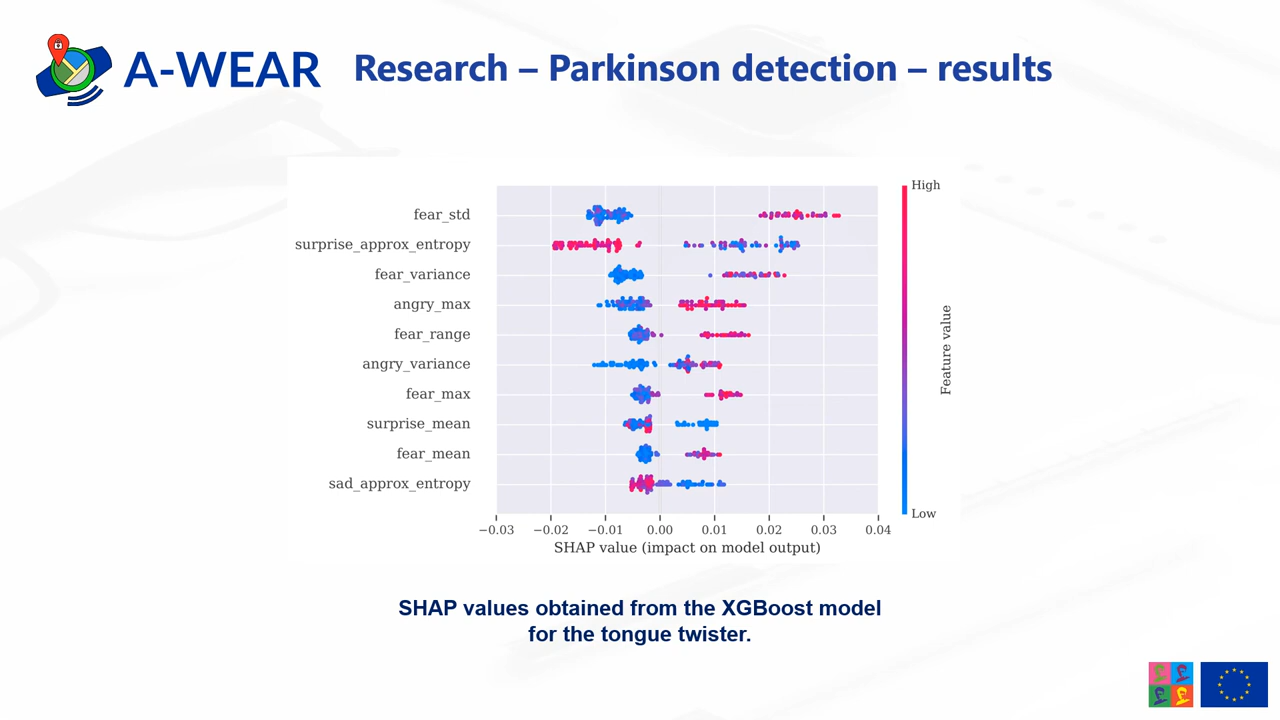 A-WEAR
Research – Parkinson detection – results
High
fear_std
surprise_approx_entropy
fear_variance
angry_max
fear_range
angry_variance
fear_max
surprise_mean
fear_mean
sad_approx_entropy
Feature value
Low
−0.03 −0.02 −0.01 0.00 0.01 0.02 0.03 0.04
SHAP value (impact on model output)
SHAP values obtained from the XGBoost model
for the tongue twister.